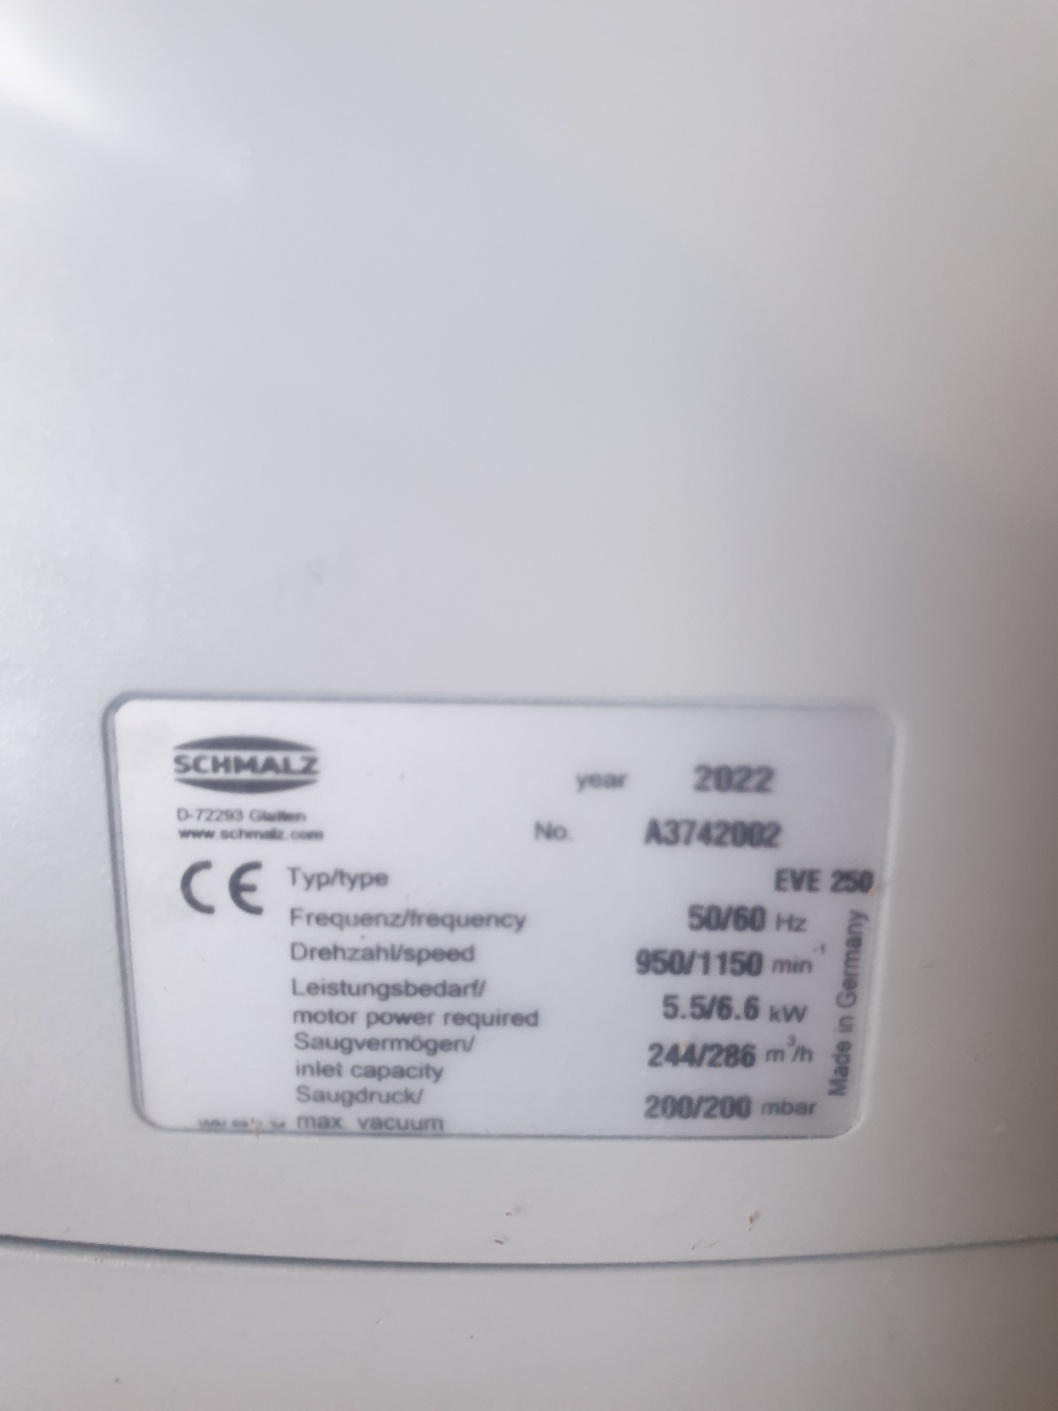 SCHMALZ
D-72293 Glatten
www.schmalz.com
year 2022
No. A3742002
CE
Typ/type EVE 250
Frequenz/frequency 50/60 Hz
Drehzahl/speed 950/1150 min⁻¹
Leistungsbedarf/
motor power required 5.5/6.6 kW
Saugvermögen/
inlet capacity 244/286 m³/h
Saugdruck/
max. vacuum 200/200 mbar
Made in Germany